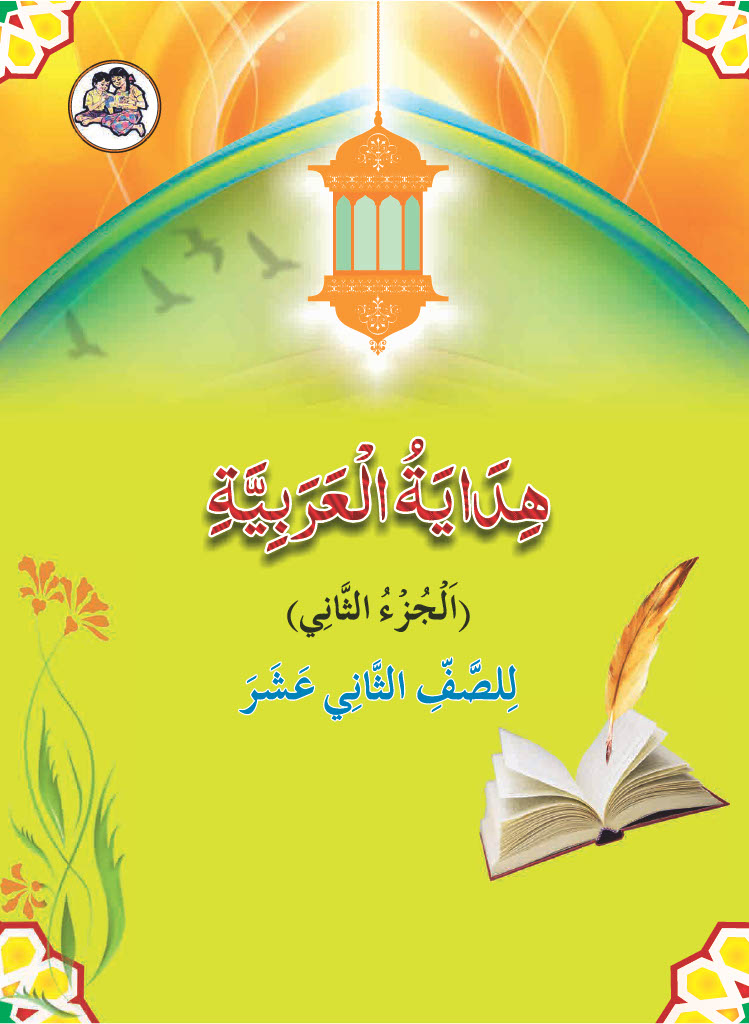 هِدَايَةُ الْعَرَبِيَّةِ
(اَلْجُزْءُ الثَّانِي)
لِلصَّفِّ الثَّانِي عَشَرَ